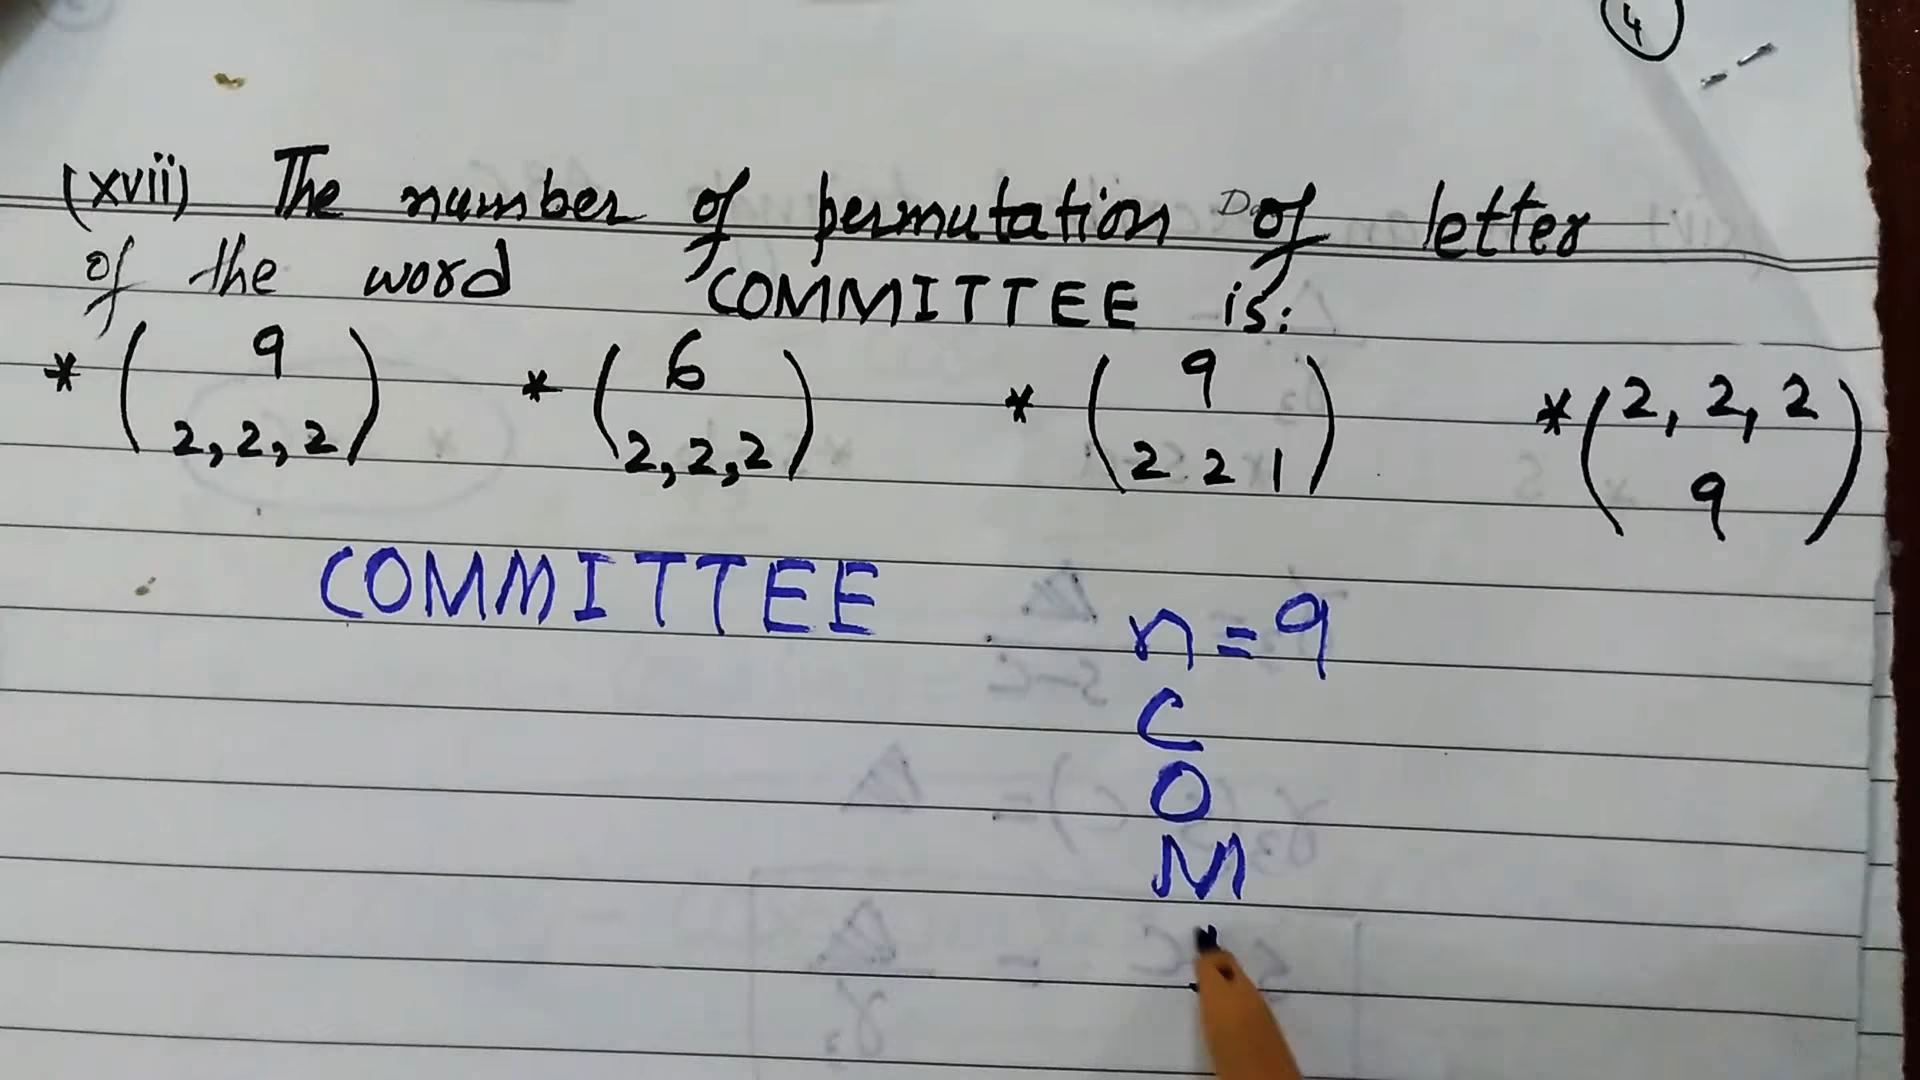 4
(xvii) The number of permutation of letter
of the word COMMITTEE is:
* (9 2,2,2) * (6 2,2,2) * (9 2 2 1) * (2,2,2 9)
COMMITTEE
n=9
C
O
M